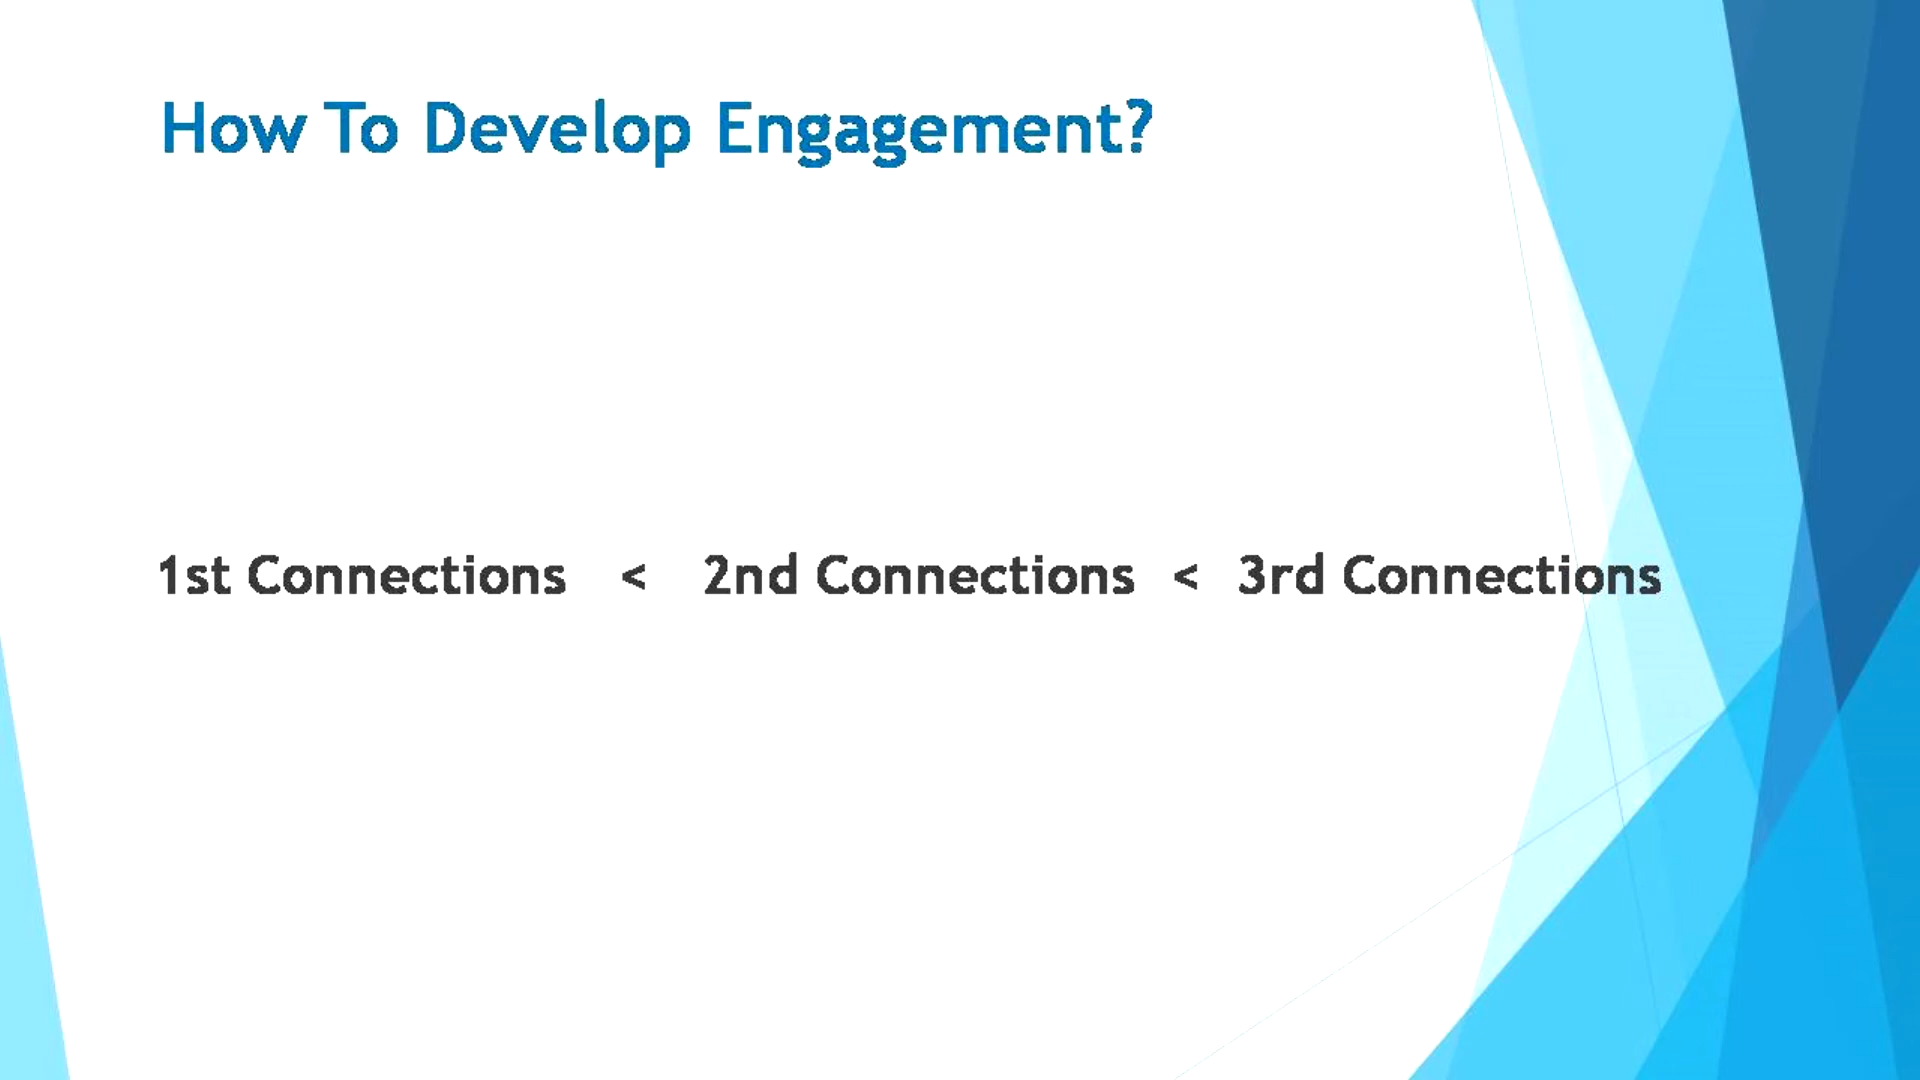 How To Develop Engagement?
1st Connections < 2nd Connections < 3rd Connections